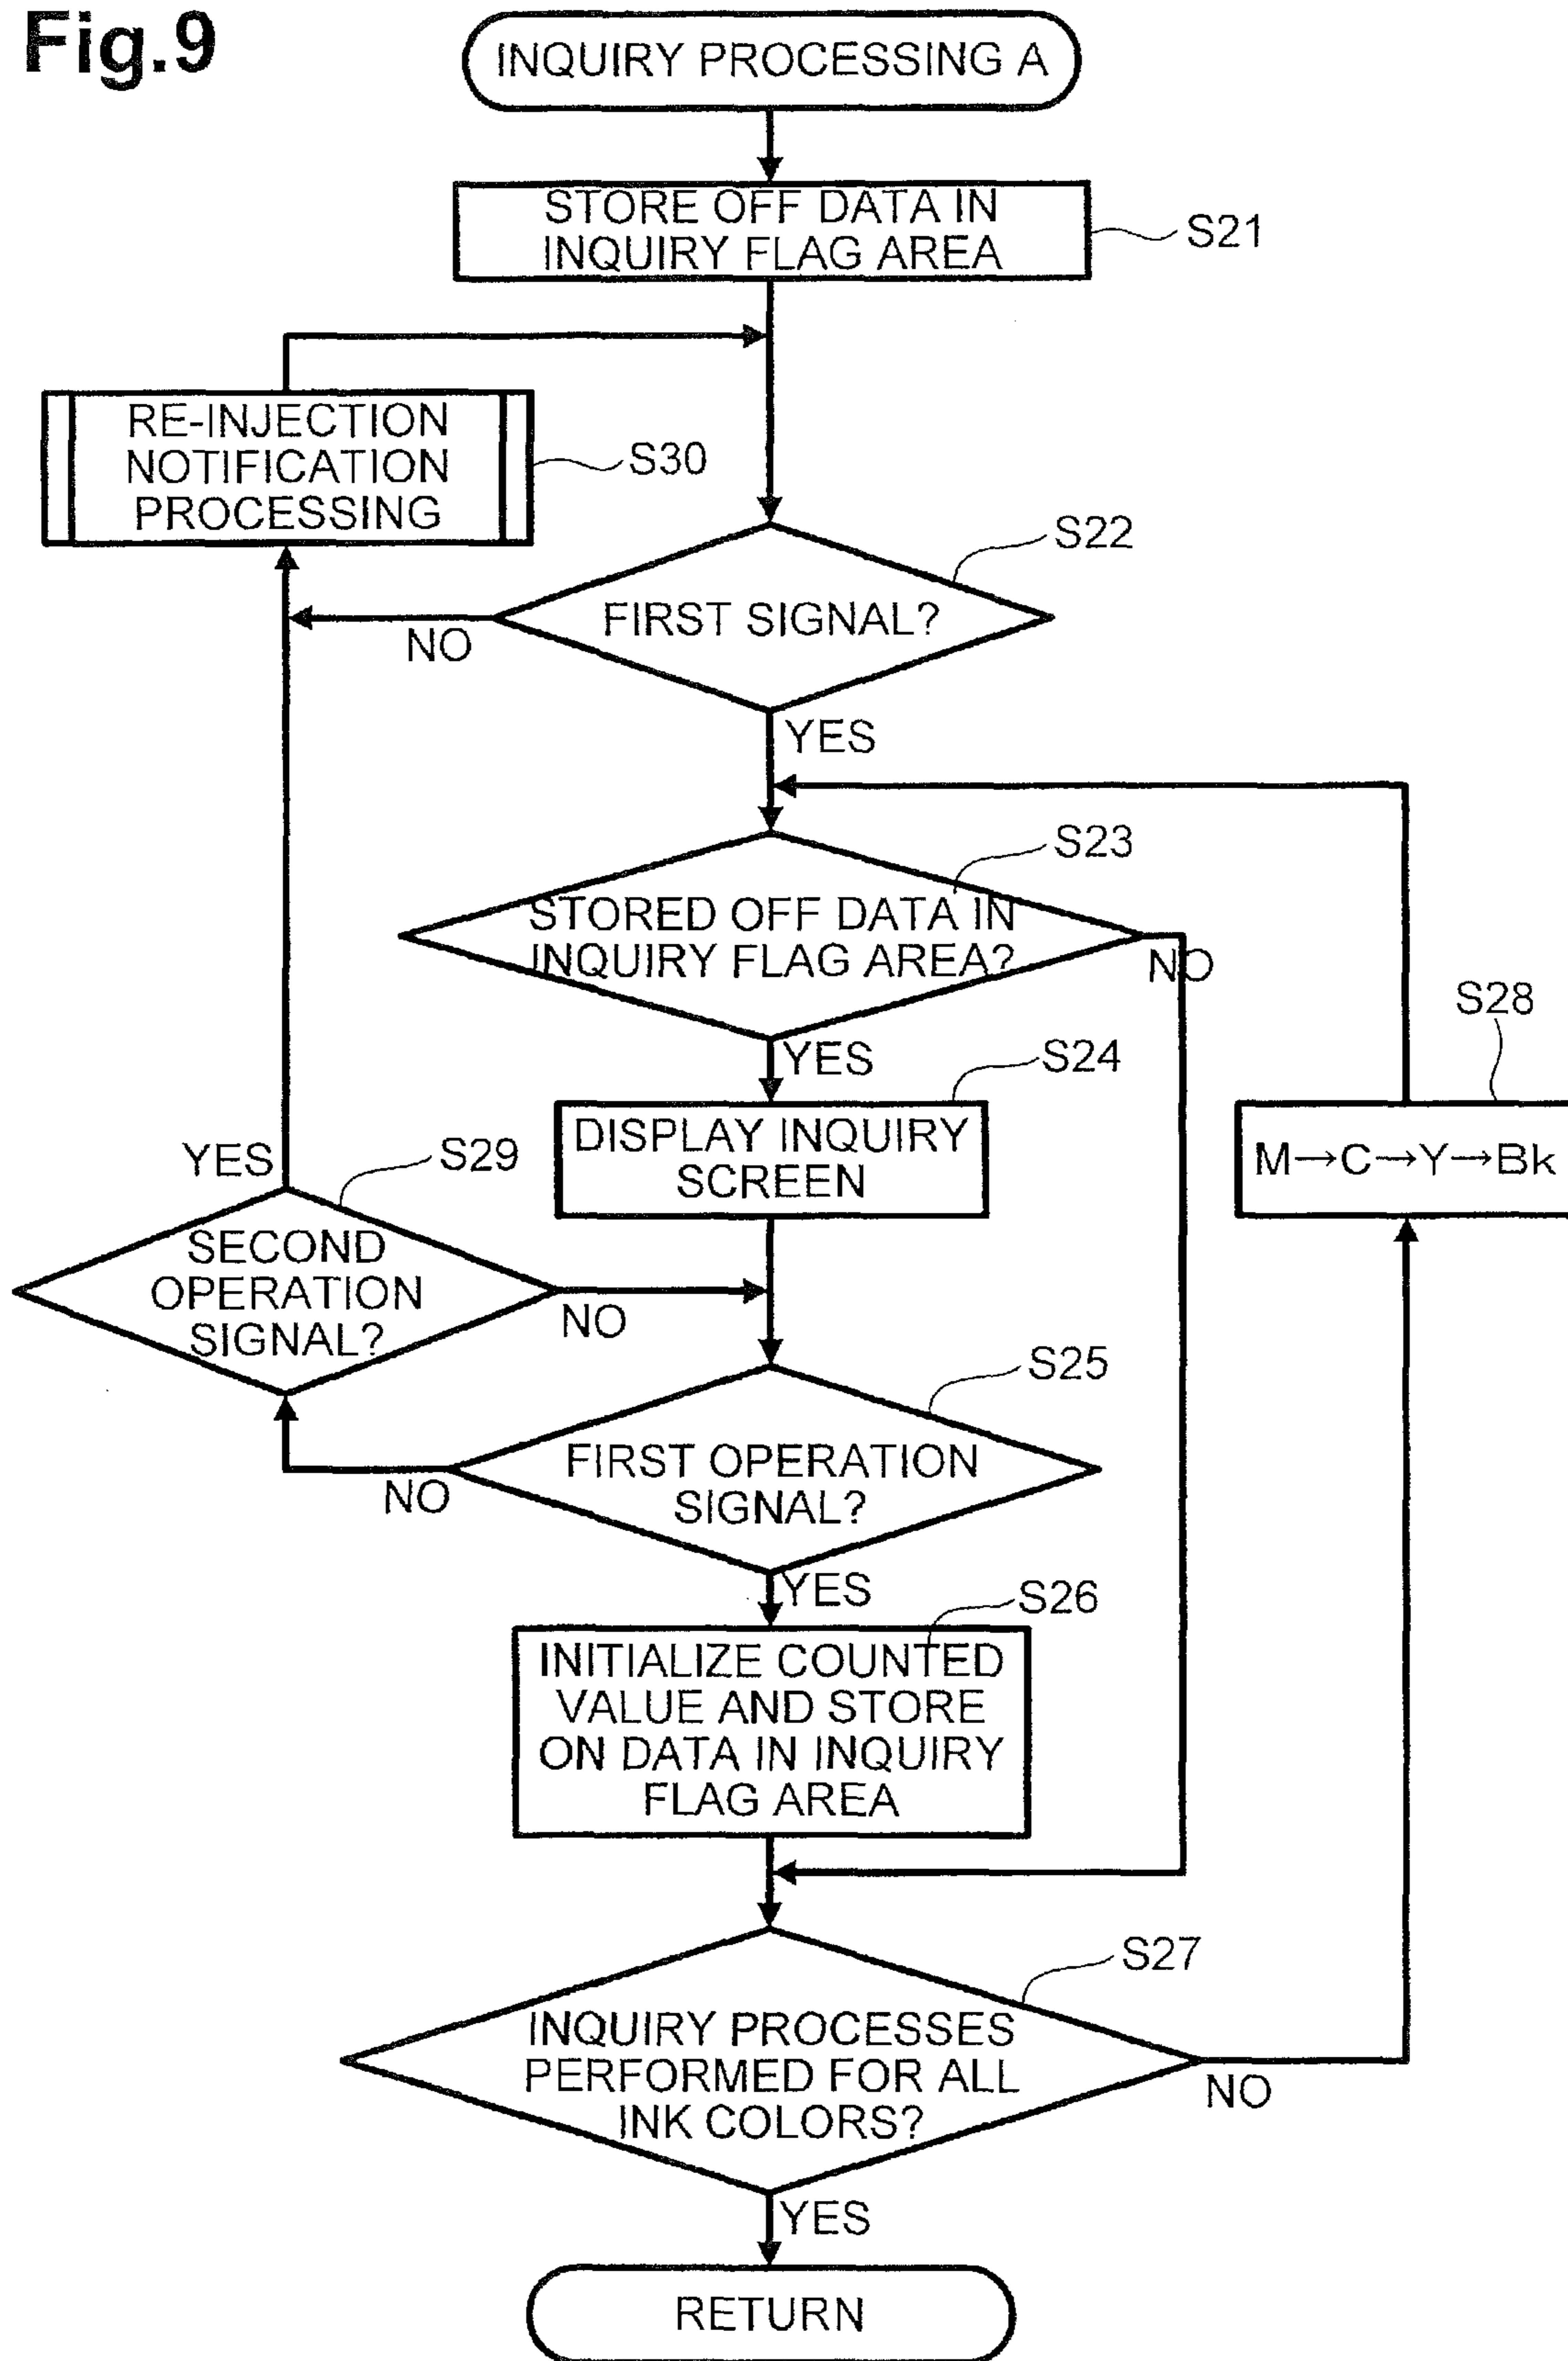 Fig.9
INQUIRY PROCESSING A
STORE OFF DATA IN
INQUIRY FLAG AREA
S21
RE-INJECTION
NOTIFICATION
PROCESSING
S30
S22
FIRST SIGNAL?
NO
YES
S23
STORED OFF DATA IN
INQUIRY FLAG AREA?
NO
YES
S24
DISPLAY INQUIRY
SCREEN
S28
M→C→Y→Bk
YES
S29
SECOND
OPERATION
SIGNAL?
NO
S25
FIRST OPERATION
SIGNAL?
NO
YES
S26
INITIALIZE COUNTED
VALUE AND STORE
ON DATA IN INQUIRY
FLAG AREA
S27
INQUIRY PROCESSES
PERFORMED FOR ALL
INK COLORS?
NO
YES
RETURN